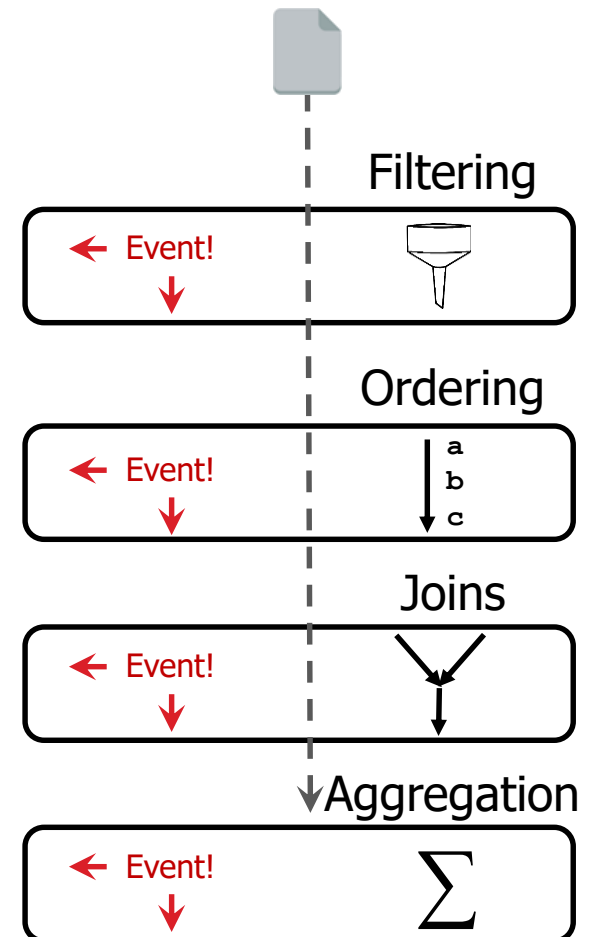 Filtering
Event!
Ordering
Event!
a
b
c
Joins
Event!
Aggregation
Event!
∑